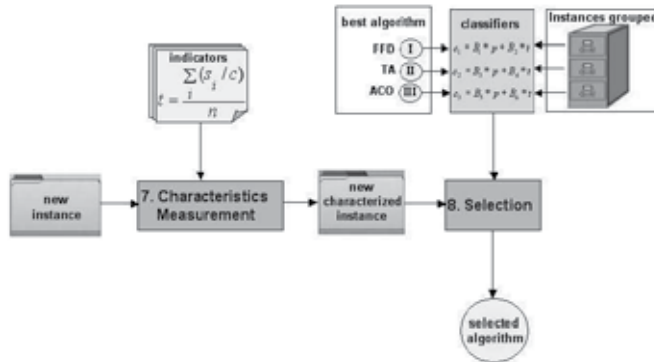 best algorithm
FFD I
TA II
ACO III
classifiers
Instances grouped
indicators
t = ∑ i (s i /c) / n
new
instance
7. Characteristics
Measurement
new
characterized
instance
8. Selection
selected
algorithm